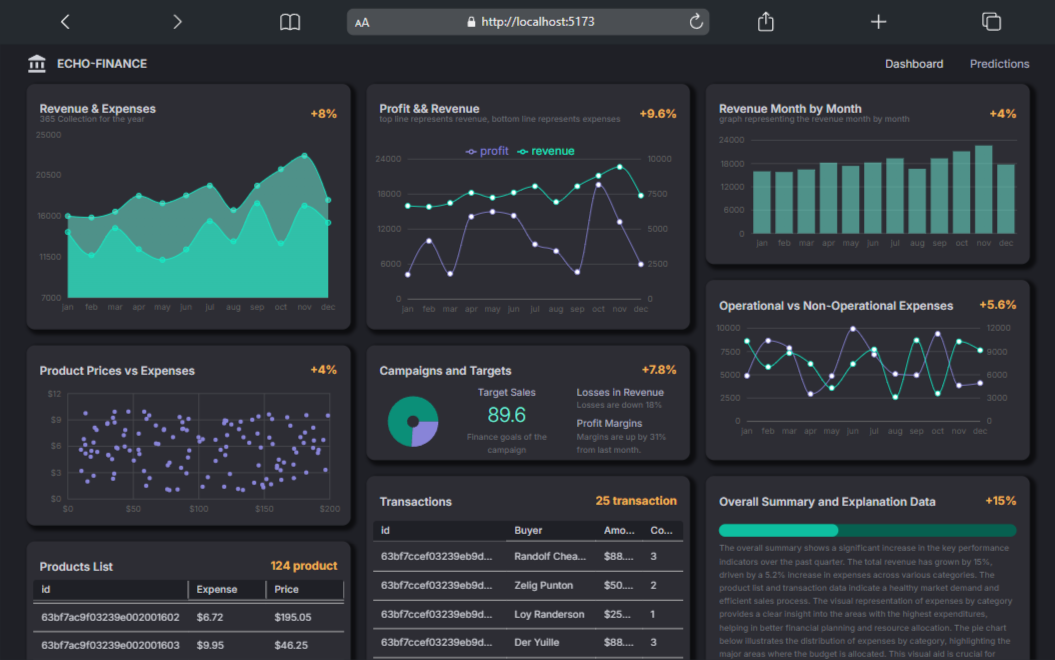 AA
http://localhost:5173
ECHO-FINANCE
Dashboard
Predictions
Revenue & Expenses
365 Collection for the year
+8%
25000
20500
16000
11500
7000
jan feb mar apr may jun jul aug sep oct nov dec
Profit && Revenue
top line represents revenue, bottom line represents expenses
+9.6%
profit revenue
24000
18000
12000
6000
0
10000
7500
5000
2500
0
jan feb mar apr may jun jul aug sep oct nov dec
Revenue Month by Month
graph representing the revenue month by month
+4%
24000
18000
12000
6000
0
jan feb mar apr may jun jul aug sep oct nov dec
Operational vs Non-Operational Expenses
+5.6%
10000
7500
5000
2500
0
12000
9000
6000
3000
0
jan feb mar apr may jun jul aug sep oct nov dec
Product Prices vs Expenses
+4%
$12
$9
$6
$3
$0
$0 $50 $100 $150 $200
Campaigns and Targets
+7.8%
Target Sales
89.6
Finance goals of the
campaign
Losses in Revenue
Losses are down 18%
Profit Margins
Margins are up by 31%
from last month.
Products List
124 product
id Expense Price
63bf7ac9f03239e002001602 $6.72 $195.05
63bf7ac9f03239e002001603 $9.95 $46.25
Transactions
25 transaction
id Buyer Amo... Co...
63bf7ccef03239eb9d... Randolf Chea... $88.... 3
63bf7ccef03239eb9d... Zelig Punton $50.... 2
63bf7ccef03239eb9d... Loy Randerson $25... 1
63bf7ccef03239eb9d... Der Yuille $88.... 3
Overall Summary and Explanation Data
+15%
The overall summary shows a significant increase in the key performance
indicators over the past quarter. The total revenue has grown by 15%,
driven by a 5.2% increase in expenses across various categories. The
product list and transaction data indicate a healthy market demand and
efficient sales process. The visual representation of expenses by category
provides a clear insight into the areas with the highest expenditures,
helping in better financial planning and resource allocation. The pie chart
below illustrates the distribution of expenses by category, highlighting the
major areas where the budget is allocated. This visual aid is crucial for